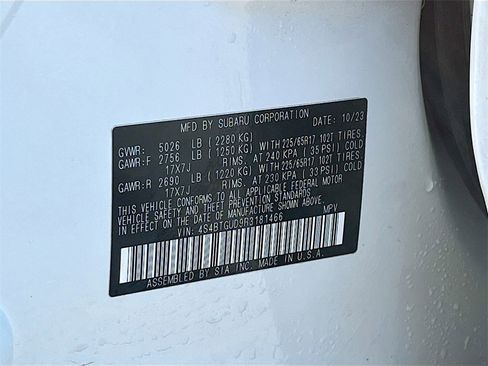 MFD BY SUBARU CORPORATION DATE: 10/23
GVWR: 5026 LB (2280 KG)
GAWR:F 2756 LB (1250 KG) WITH 225/65R17 102T TIRES.
17X7J RIMS. AT 240 KPA (35 PSI) COLD
GAWR:R 2690 LB (1220 KG) WITH 225/65R17 102T TIRES.
17X7J RIMS. AT 230 KPA (33 PSI) COLD
THIS VEHICLE CONFORMS TO ALL APPLICABLE FEDERAL MOTOR
VEHICLE SAFETY AND THEFT PREVENTION STANDARDS
IN EFFECT ON THE DATE OF MANUFACTURE SHOWN ABOVE.
VIN: 4S4BTGUD9R3181466 MPV
ASSEMBLED BY SIA INC. MADE IN U.S.A.